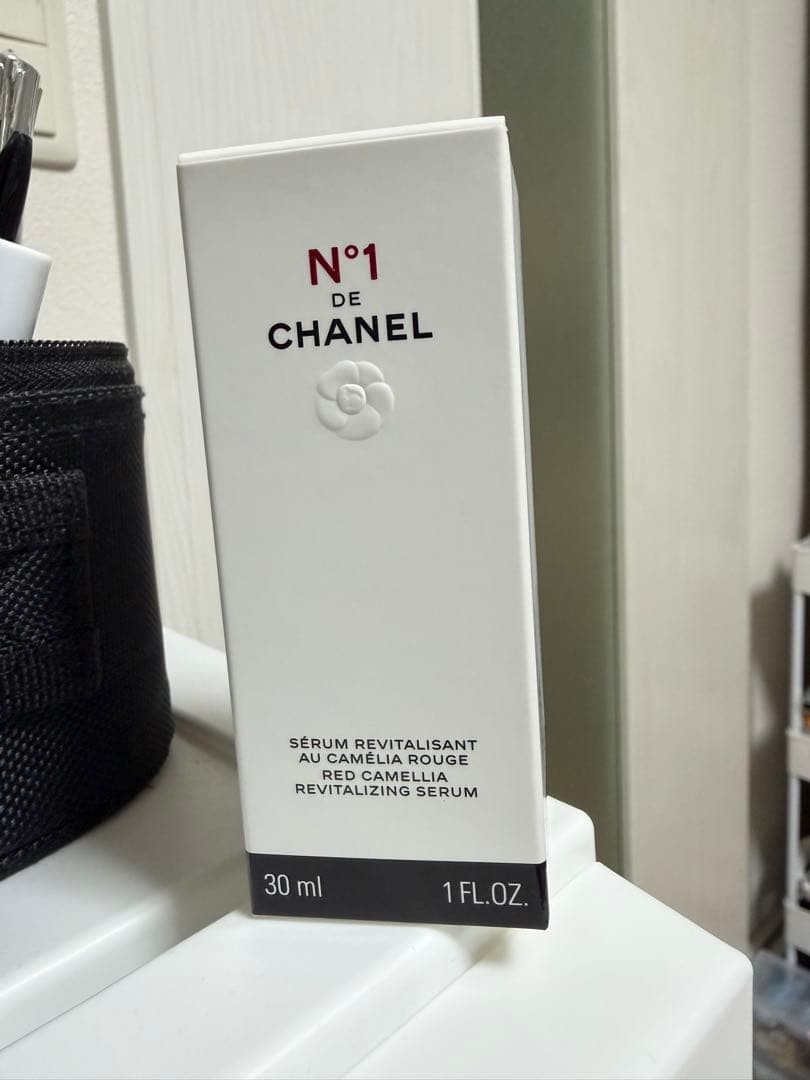 N°1
DE
CHANEL
SÉRUM REVITALISANT
AU CAMÉLIA ROUGE
RED CAMELLIA
REVITALIZING SERUM
30 ml 1 FL.OZ.